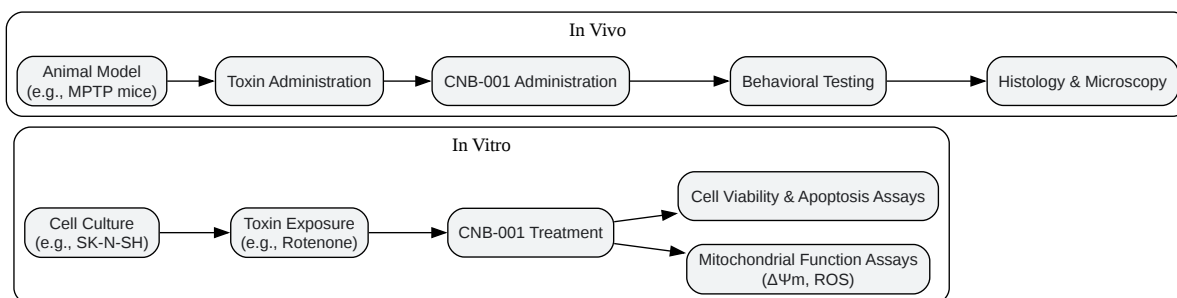 In Vivo
Animal Model
(e.g., MPTP mice)
Toxin Administration
CNB-001 Administration
Behavioral Testing
Histology & Microscopy
In Vitro
Cell Culture
(e.g., SK-N-SH)
Toxin Exposure
(e.g., Rotenone)
CNB-001 Treatment
Cell Viability & Apoptosis Assays
Mitochondrial Function Assays
(ΔΨm, ROS)